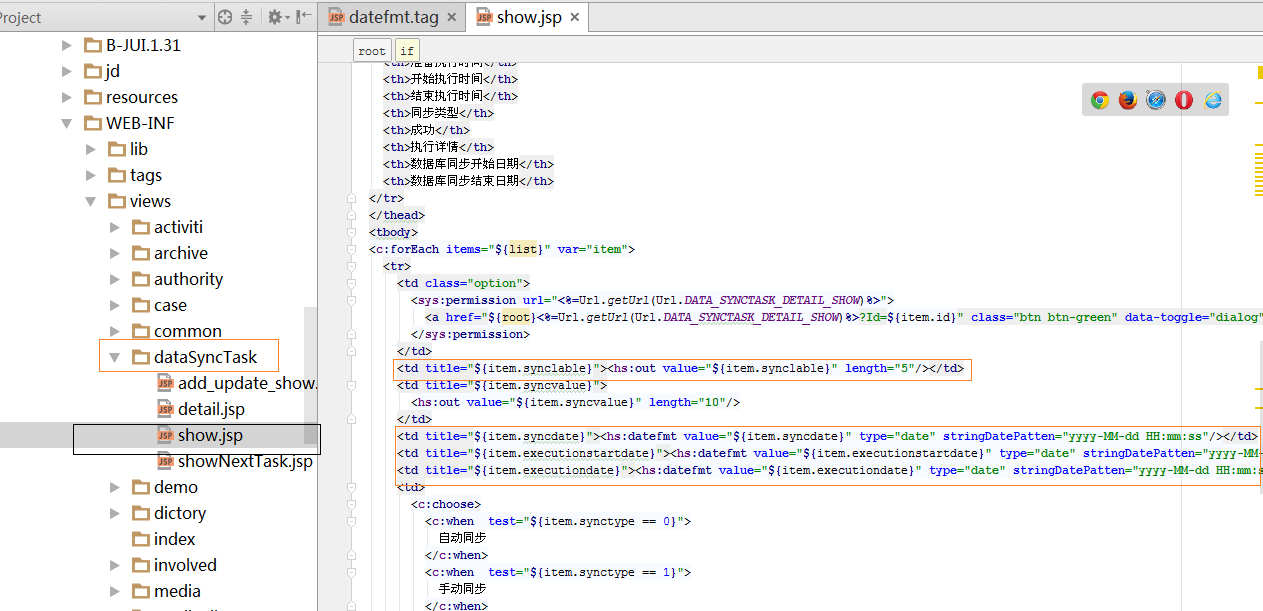 Project
datefmt.tag
show.jsp
B-JUI.1.31
jd
resources
WEB-INF
lib
tags
views
activiti
archive
authority
case
common
dataSyncTask
add_update_show.
detail.jsp
show.jsp
showNextTask.jsp
demo
dictory
index
involved
media
root if
<th>准备执行时间</th>
<th>开始执行时间</th>
<th>结束执行时间</th>
<th>同步类型</th>
<th>成功</th>
<th>执行详情</th>
<th>数据库同步开始日期</th>
<th>数据库同步结束日期</th>
</tr>
</thead>
<tbody>
<c:forEach items="${list}" var="item">
<tr>
<td class="option">
<sys:permission url="<%=Url.getUrl(Url.DATA_SYNCTASK_DETAIL_SHOW)%>">
<a href="${root}<%=Url.getUrl(Url.DATA_SYNCTASK_DETAIL_SHOW)%>?Id=${item.id}" class="btn btn-green" data-toggle="dialog"
</sys:permission>
</td>
<td title="${item.synclable}"><hs:out value="${item.synclable}" length="5"/></td>
<td title="${item.syncvalue}">
<hs:out value="${item.syncvalue}" length="10"/>
</td>
<td title="${item.syncdate}"><hs:datefmt value="${item.syncdate}" type="date" stringDatePatten="yyyy-MM-dd HH:mm:ss"/></td>
<td title="${item.executionstartdate}"><hs:datefmt value="${item.executionstartdate}" type="date" stringDatePatten="yyyy-MM-
<td title="${item.executiondate}"><hs:datefmt value="${item.executiondate}" type="date" stringDatePatten="yyyy-MM-dd HH:mm:s
<td>
<c:choose>
<c:when test="${item.synctype == 0}">
自动同步
</c:when>
<c:when test="${item.synctype == 1}">
手动同步
</c:when>